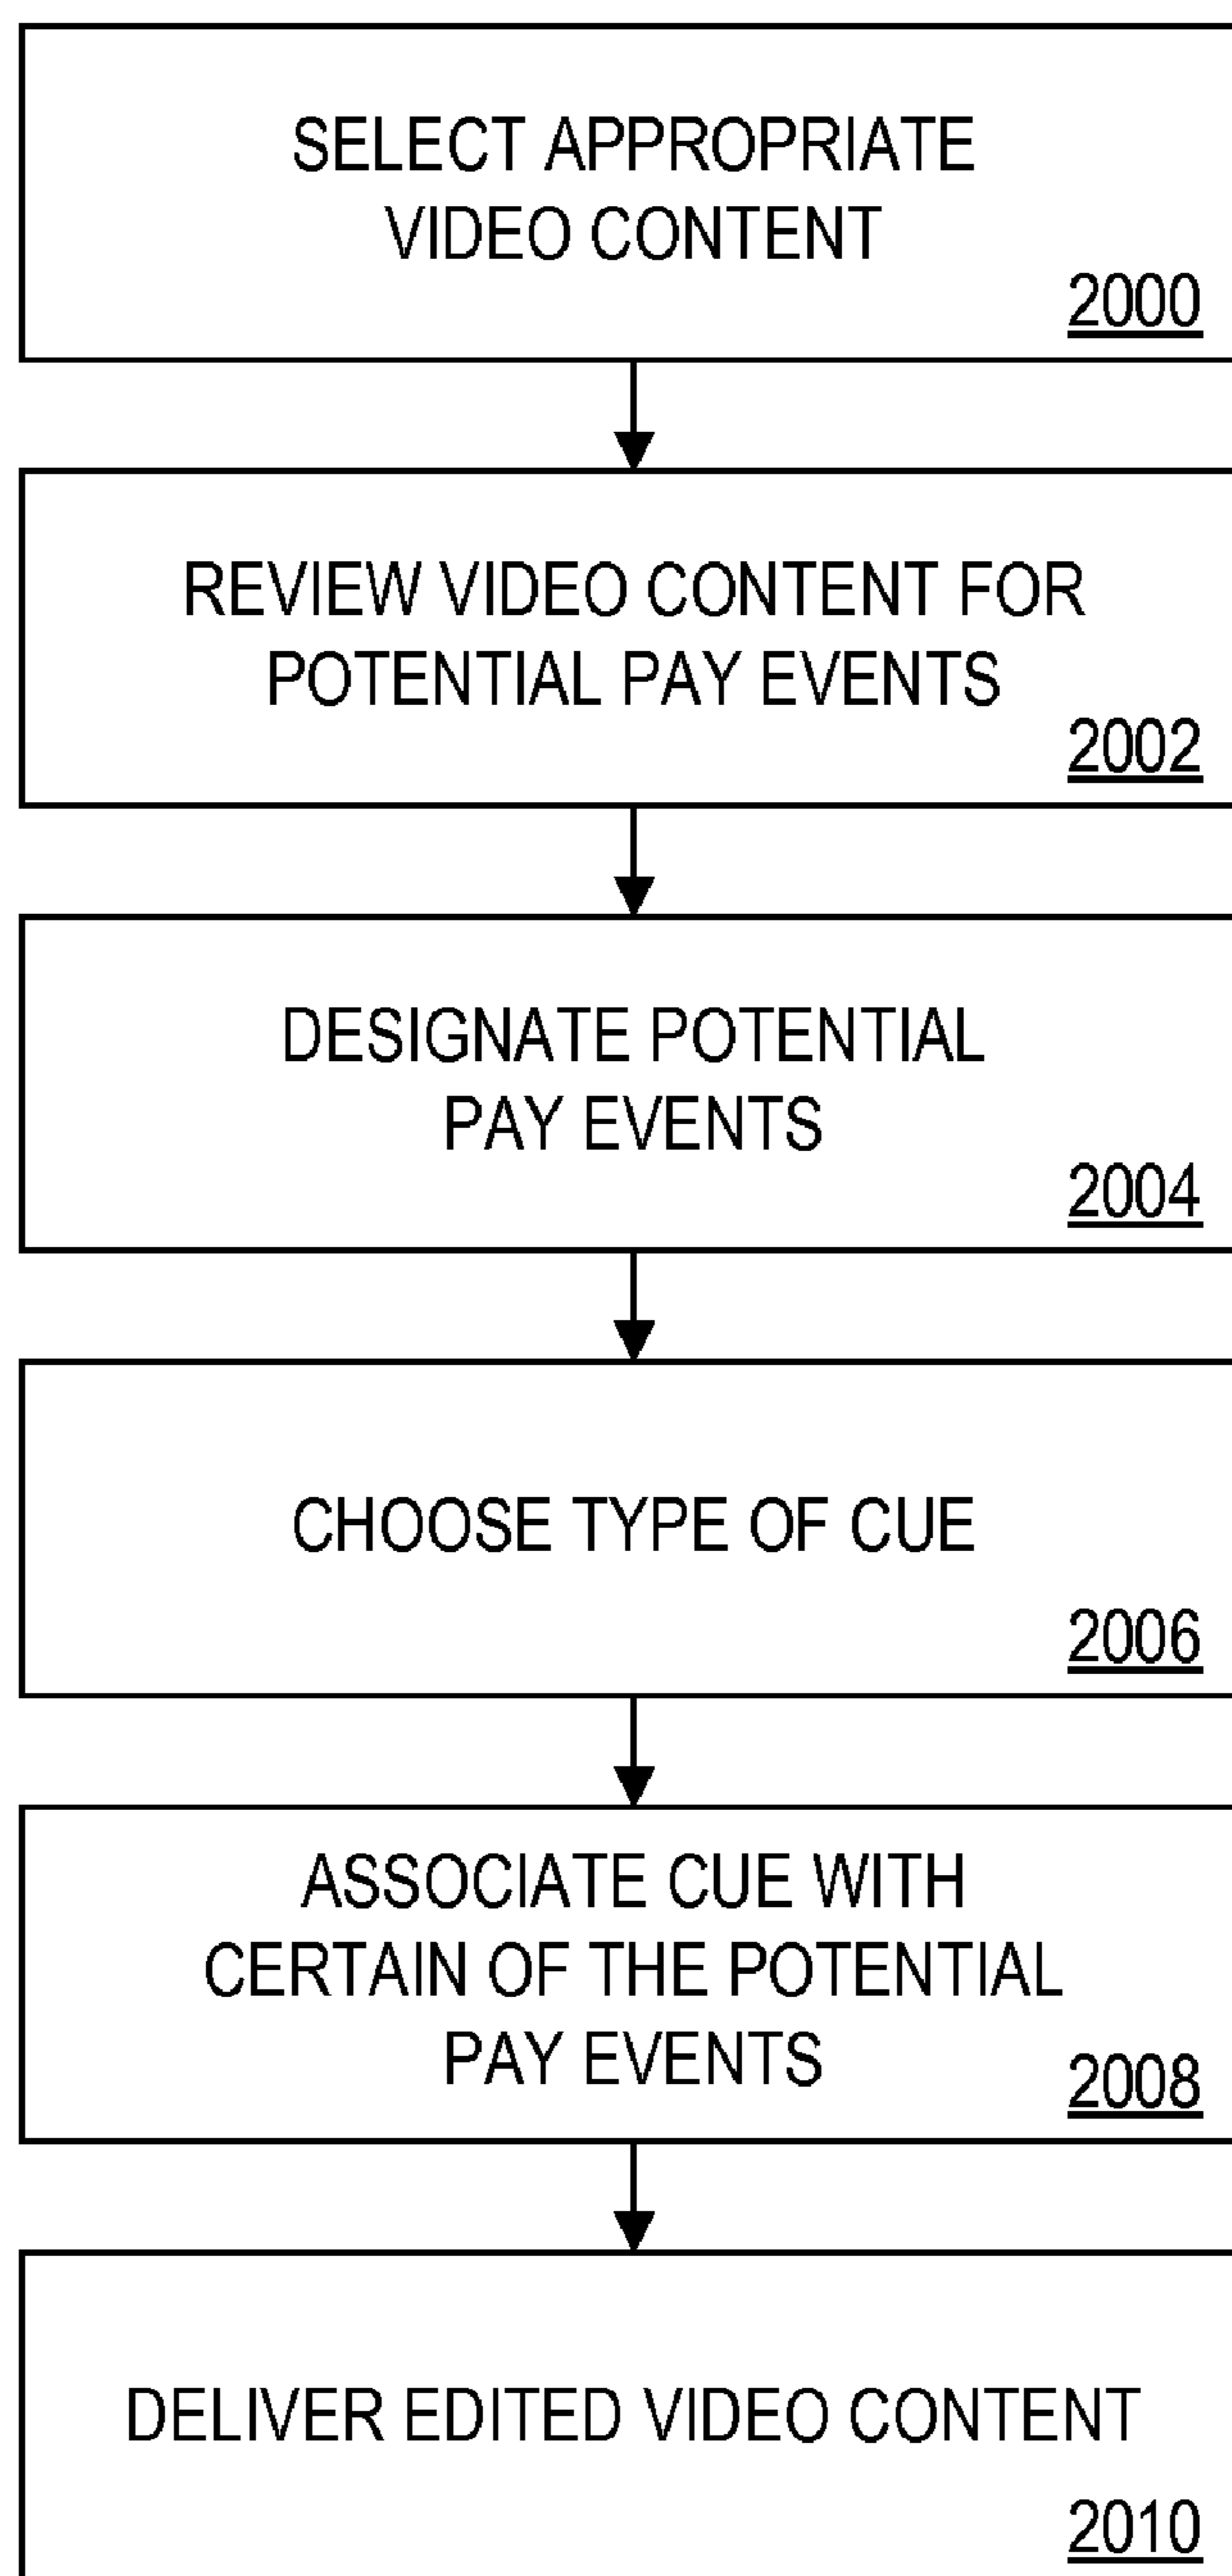 SELECT APPROPRIATE
VIDEO CONTENT
2000
REVIEW VIDEO CONTENT FOR
POTENTIAL PAY EVENTS
2002
DESIGNATE POTENTIAL
PAY EVENTS
2004
CHOOSE TYPE OF CUE
2006
ASSOCIATE CUE WITH
CERTAIN OF THE POTENTIAL
PAY EVENTS
2008
DELIVER EDITED VIDEO CONTENT
2010